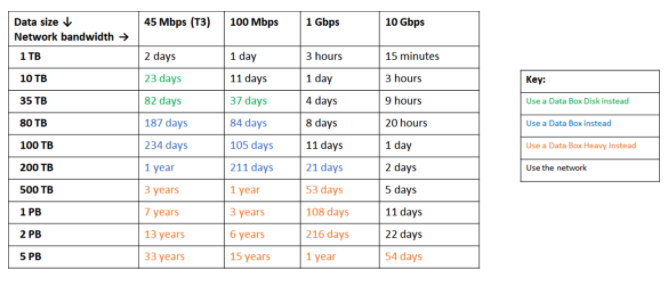 Data size ↓
Network bandwidth → 45 Mbps (T3) 100 Mbps 1 Gbps 10 Gbps
1 TB 2 days 1 day 3 hours 15 minutes
10 TB 23 days 11 days 1 day 3 hours
35 TB 82 days 37 days 4 days 9 hours
80 TB 187 days 84 days 8 days 20 hours
100 TB 234 days 105 days 11 days 1 day
200 TB 1 year 211 days 21 days 2 days
500 TB 3 years 1 year 53 days 5 days
1 PB 7 years 3 years 108 days 11 days
2 PB 13 years 6 years 216 days 22 days
5 PB 33 years 15 years 1 year 54 days
Key:
Use a Data Box Disk instead
Use a Data Box instead
Use a Data Box Heavy instead
Use the network